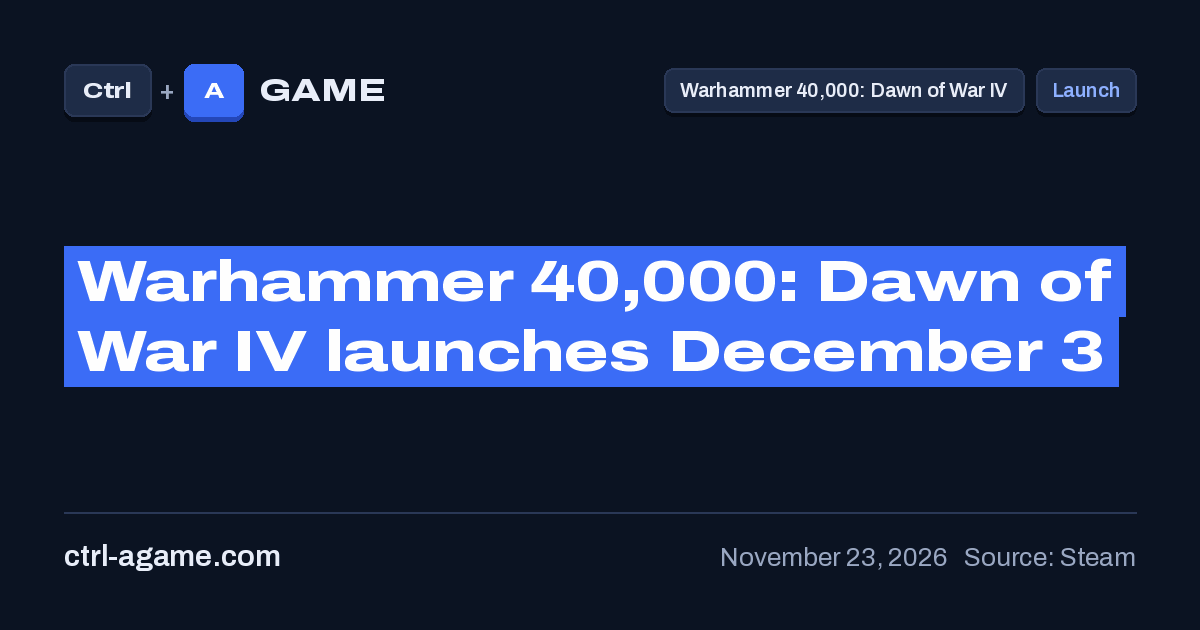 Ctrl + A GAME
Warhammer 40,000: Dawn of War IV
Launch
Warhammer 40,000: Dawn of
War IV launches December 3
ctrl-agame.com
November 23, 2026 Source: Steam